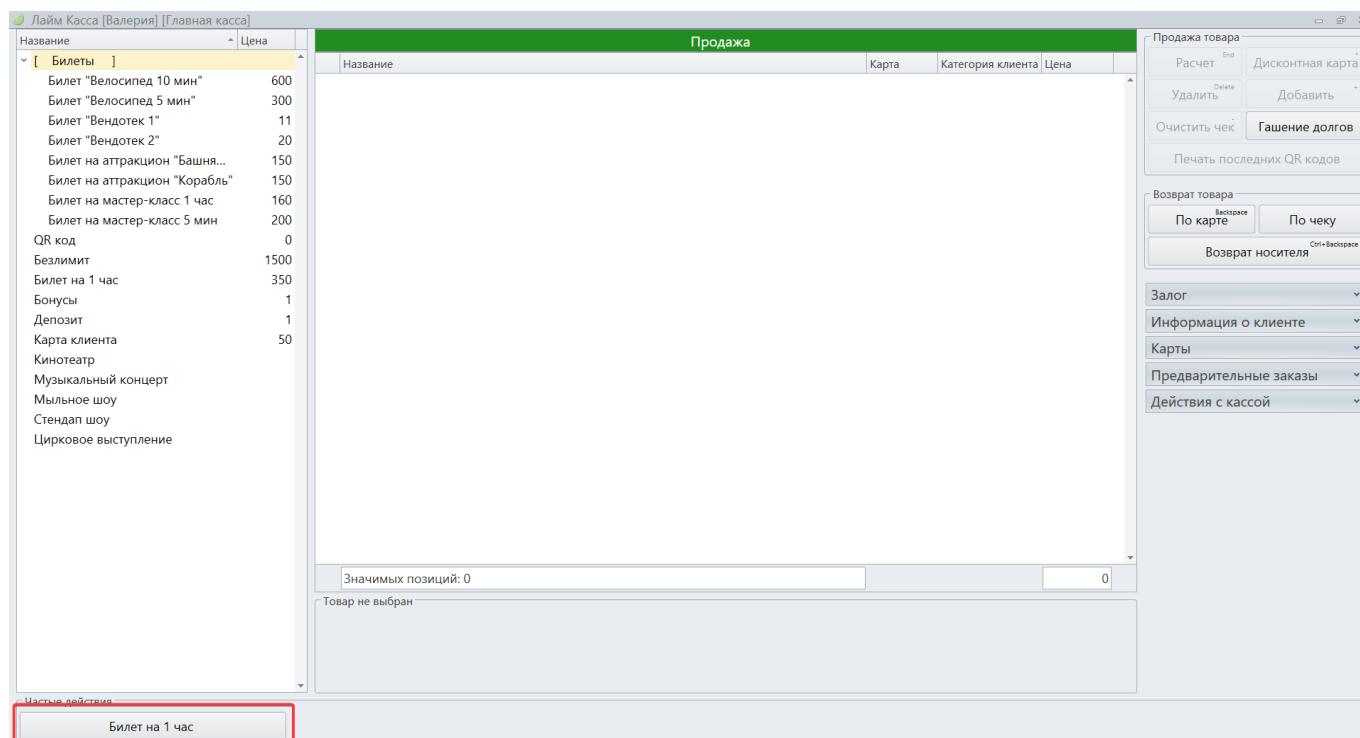 Лайм Касса [Валерия] [Главная касса]
Название Цена
[ Билеты ]
Билет "Велосипед 10 мин" 600
Билет "Велосипед 5 мин" 300
Билет "Вендотек 1" 11
Билет "Вендотек 2" 20
Билет на аттракцион "Башня... 150
Билет на аттракцион "Корабль" 150
Билет на мастер-класс 1 час 160
Билет на мастер-класс 5 мин 200
QR код 0
Безлимит 1500
Билет на 1 час 350
Бонусы 1
Депозит 1
Карта клиента 50
Кинотеатр
Музыкальный концерт
Мыльное шоу
Стендап шоу
Цирковое выступление
Частые действия
Билет на 1 час
Продажа
Название Карта Категория клиента Цена
Значимых позиций: 0 0
Товар не выбран
Продажа товара
Расчет End Дисконтная карта *
Удалить Delete Добавить +
Очистить чек - Гашение долгов
Печать последних QR кодов
Возврат товара
По карте Backspace По чеку
Возврат носителя Ctrl+Backspace
Залог
Информация о клиенте
Карты
Предварительные заказы
Действия с кассой